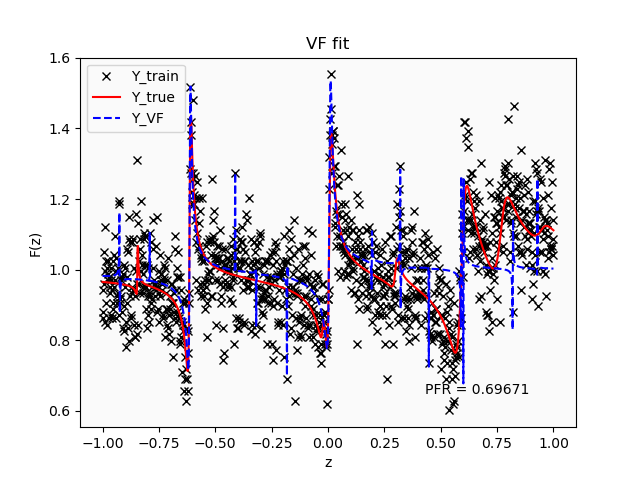 VF fit
1.6
1.4
1.2
1.0
0.8
0.6
F(z)
Y_train
Y_true
Y_VF
PFR = 0.69671
−1.00 −0.75 −0.50 −0.25 0.00 0.25 0.50 0.75 1.00
z